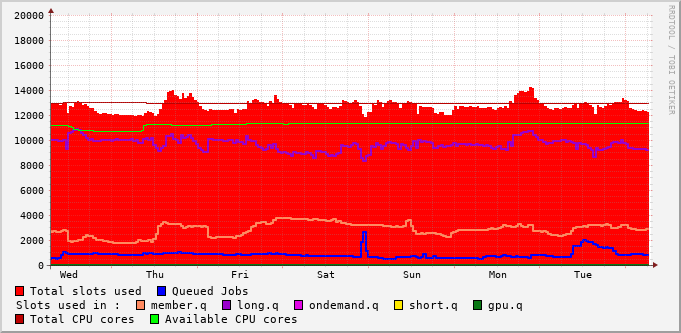 20000
18000
16000
14000
12000
10000
8000
6000
4000
2000
0
Wed Thu Fri Sat Sun Mon Tue
RRDTOOL / TOBI OETIKER
Total slots used Queued Jobs
Slots used in : member.q long.q ondemand.q short.q gpu.q
Total CPU cores Available CPU cores